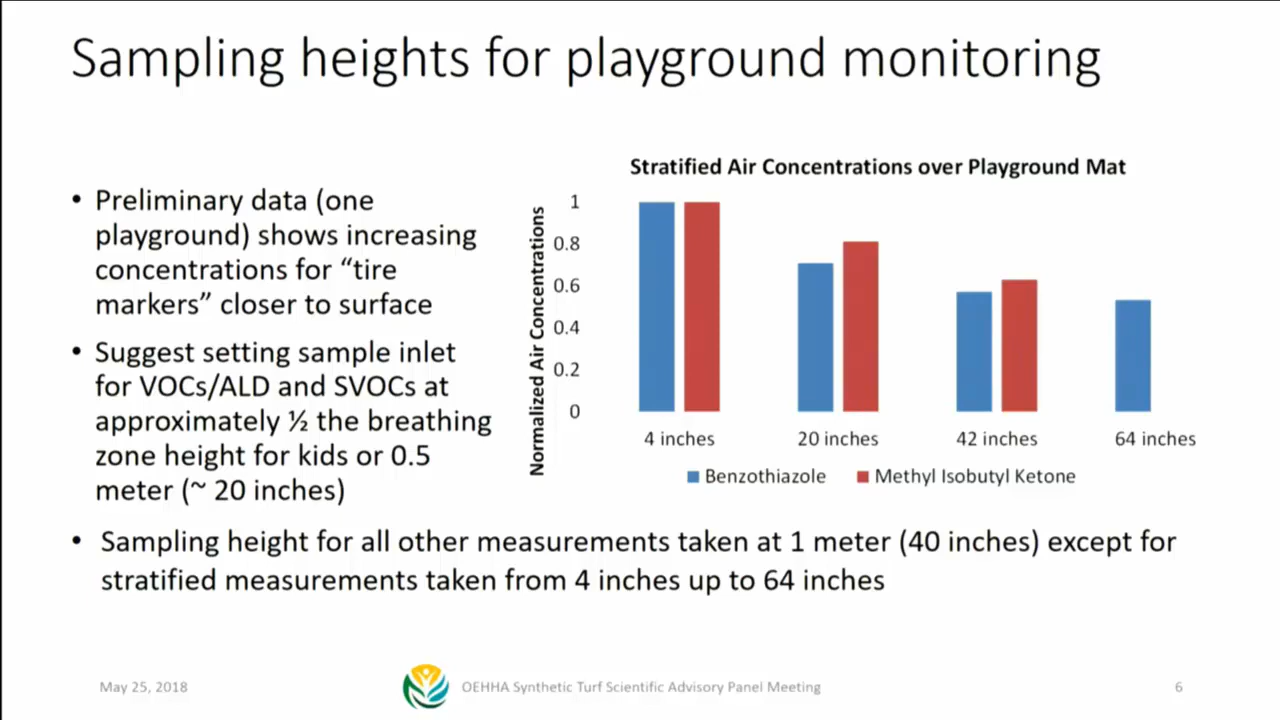 Sampling heights for playground monitoring
• Preliminary data (one
playground) shows increasing
concentrations for “tire
markers” closer to surface
• Suggest setting sample inlet
for VOCs/ALD and SVOCs at
approximately ½ the breathing
zone height for kids or 0.5
meter (~ 20 inches)
Stratified Air Concentrations over Playground Mat
Normalized Air Concentrations
1
0.8
0.6
0.4
0.2
0
4 inches 20 inches 42 inches 64 inches
Benzothiazole Methyl Isobutyl Ketone
• Sampling height for all other measurements taken at 1 meter (40 inches) except for
stratified measurements taken from 4 inches up to 64 inches
May 25, 2018 OEHHA Synthetic Turf Scientific Advisory Panel Meeting 6